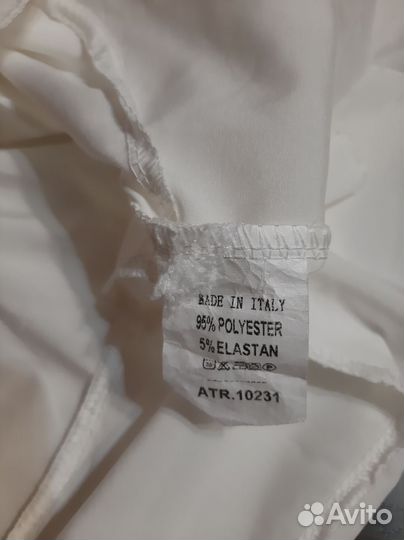 MADE IN ITALY
95% POLYESTER
5% ELASTAN
ATR.10231
Avito